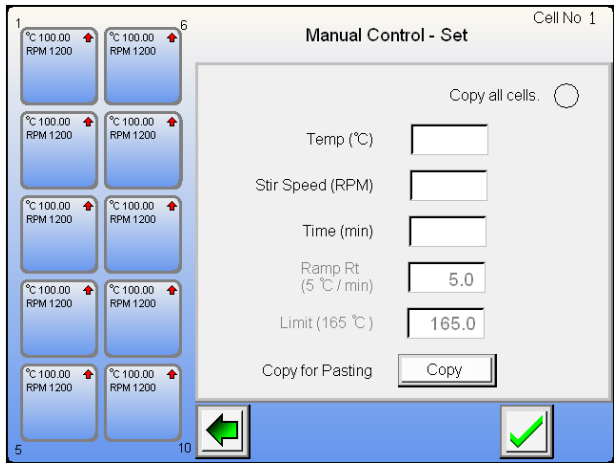 1
6
°C 100.00
RPM 1200
°C 100.00
RPM 1200
°C 100.00
RPM 1200
°C 100.00
RPM 1200
°C 100.00
RPM 1200
°C 100.00
RPM 1200
°C 100.00
RPM 1200
°C 100.00
RPM 1200
°C 100.00
RPM 1200
°C 100.00
RPM 1200
5
10
Cell No 1
Manual Control - Set
Copy all cells.
Temp (°C)
Stir Speed (RPM)
Time (min)
Ramp Rt
(5 °C / min) 5.0
Limit (165 °C) 165.0
Copy for Pasting Copy